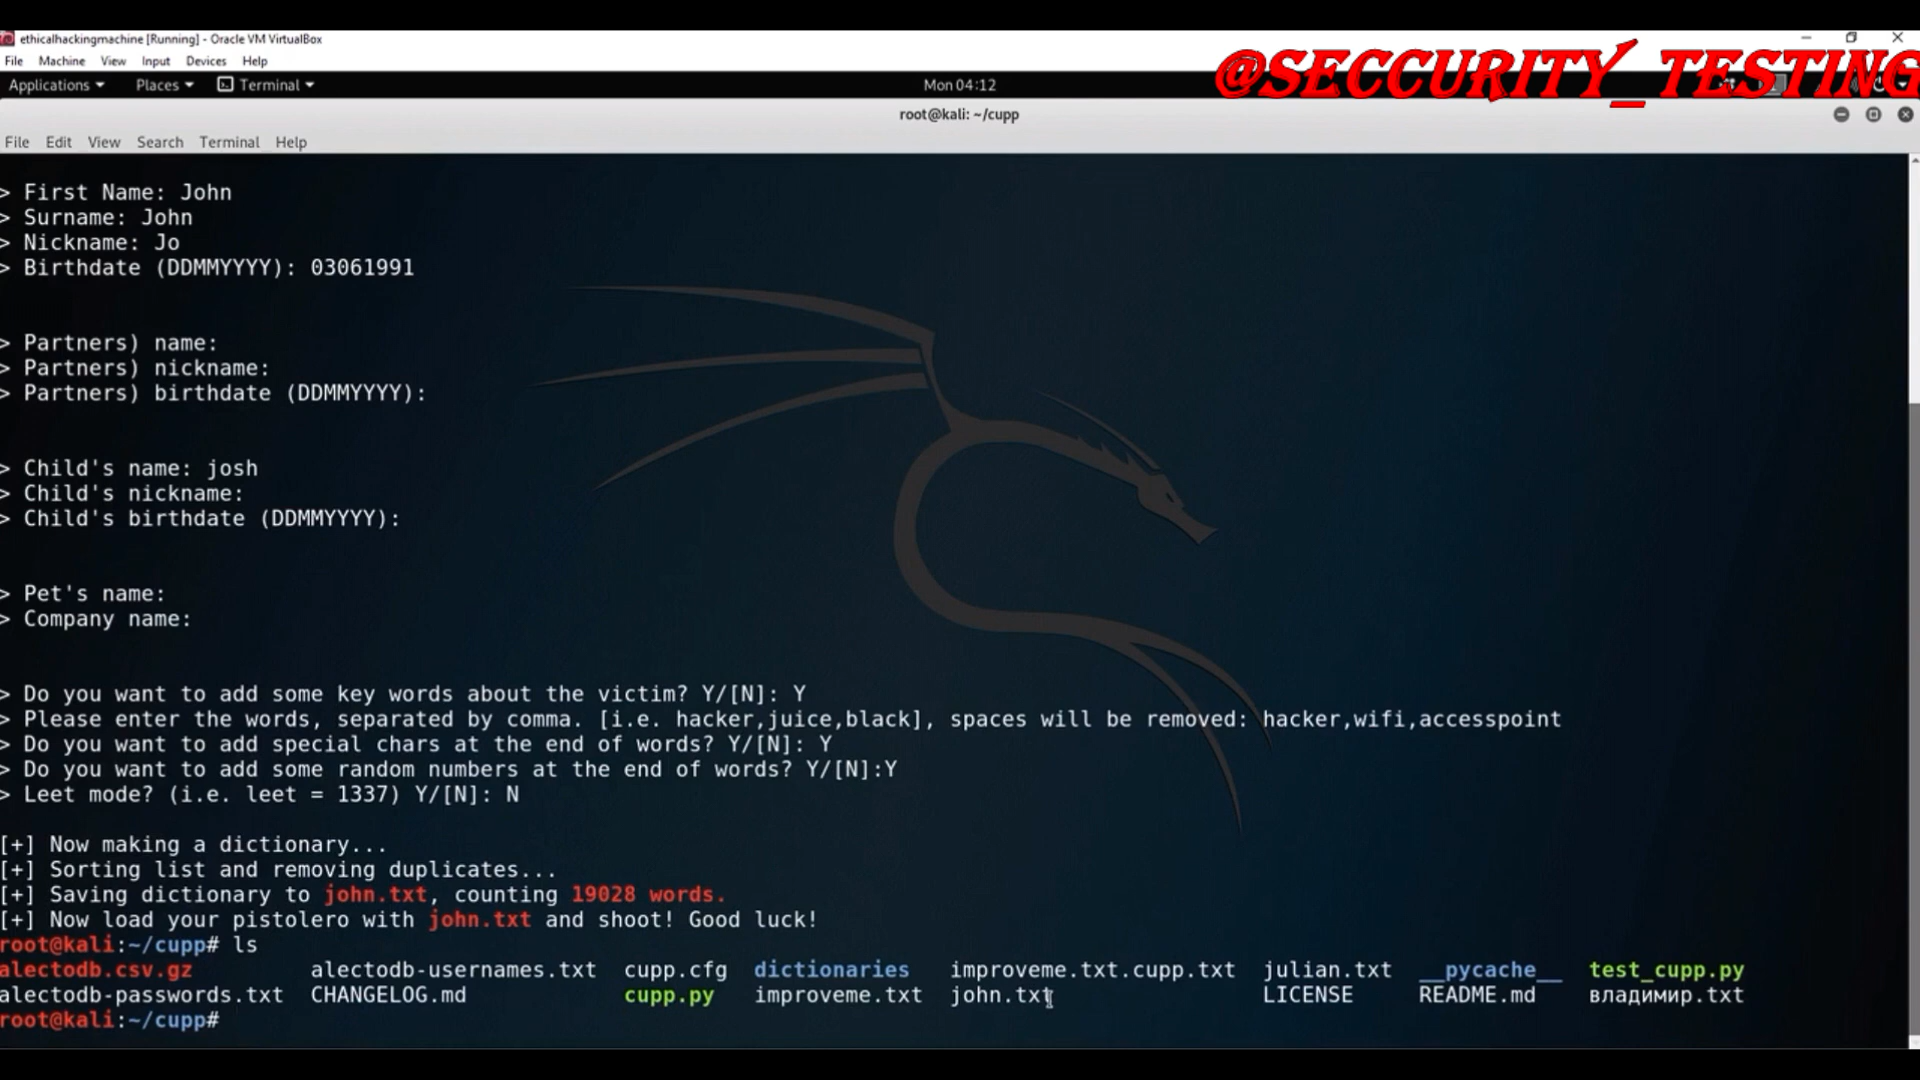 ethicalhackingmachine [Running] - Oracle VM VirtualBox
File Machine View Input Devices Help
@SECCURITY_TESTING
Applications Places Terminal Mon 04:12
root@kali: ~/cupp
File Edit View Search Terminal Help
> First Name: John
> Surname: John
> Nickname: Jo
> Birthdate (DDMMYYYY): 03061991
> Partners) name:
> Partners) nickname:
> Partners) birthdate (DDMMYYYY):
> Child's name: josh
> Child's nickname:
> Child's birthdate (DDMMYYYY):
> Pet's name:
> Company name:
> Do you want to add some key words about the victim? Y/[N]: Y
> Please enter the words, separated by comma. [i.e. hacker,juice,black], spaces will be removed: hacker,wifi,accesspoint
> Do you want to add special chars at the end of words? Y/[N]: Y
> Do you want to add some random numbers at the end of words? Y/[N]:Y
> Leet mode? (i.e. leet = 1337) Y/[N]: N
[+] Now making a dictionary...
[+] Sorting list and removing duplicates...
[+] Saving dictionary to john.txt, counting 19028 words.
[+] Now load your pistolero with john.txt and shoot! Good luck!
root@kali:~/cupp# ls
alectodb.csv.gz alectodb-usernames.txt cupp.cfg dictionaries improveme.txt.cupp.txt julian.txt __pycache__ test_cupp.py
alectodb-passwords.txt CHANGELOG.md cupp.py improveme.txt john.txt LICENSE README.md владимир.txt
root@kali:~/cupp#